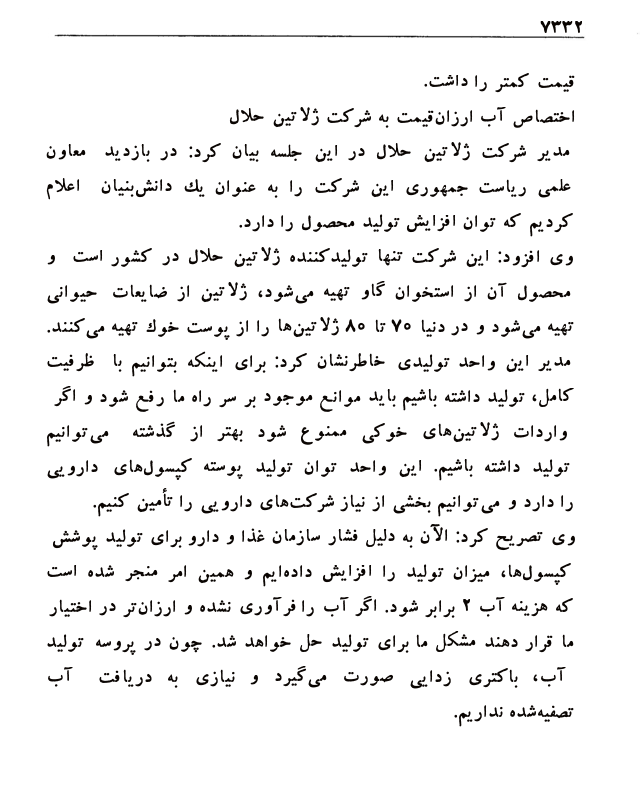 ۷۳۳۲
قیمت کمتر را داشت.
اختصاص آب ارزان‌قیمت به شرکت ژلاتین حلال
مدیر شرکت ژلاتین حلال در این جلسه بیان کرد: در بازدید معاون
علمی ریاست جمهوری این شرکت را به عنوان یك دانش‌بنیان اعلام
کردیم که توان افزایش تولید محصول را دارد.
وی افزود: این شرکت تنها تولیدکننده ژلاتین حلال در کشور است و
محصول آن از استخوان گاو تهیه می‌شود، ژلاتین از ضایعات حیوانی
تهیه می‌شود و در دنیا ۷۰ تا ۸۰ ژلاتین‌ها را از پوست خوك تهیه می‌کنند.
مدیر این واحد تولیدی خاطرنشان کرد: برای اینکه بتوانیم با ظرفیت
کامل، تولید داشته باشیم باید موانع موجود بر سر راه ما رفع شود و اگر
واردات ژلاتین‌های خوکی ممنوع شود بهتر از گذشته می‌توانیم
تولید داشته باشیم. این واحد توان تولید پوسته کپسول‌های دارویی
را دارد و می‌توانیم بخشی از نیاز شرکت‌های دارویی را تأمین کنیم.
وی تصریح کرد: الآن به دلیل فشار سازمان غذا و دارو برای تولید پوشش
کپسول‌ها، میزان تولید را افزایش داده‌ایم و همین امر منجر شده است
که هزینه آب ۲ برابر شود. اگر آب را فرآوری نشده و ارزان‌تر در اختیار
ما قرار دهند مشکل ما برای تولید حل خواهد شد. چون در پروسه تولید
آب، باکتری زدایی صورت می‌گیرد و نیازی به دریافت آب
تصفیه‌شده نداریم.